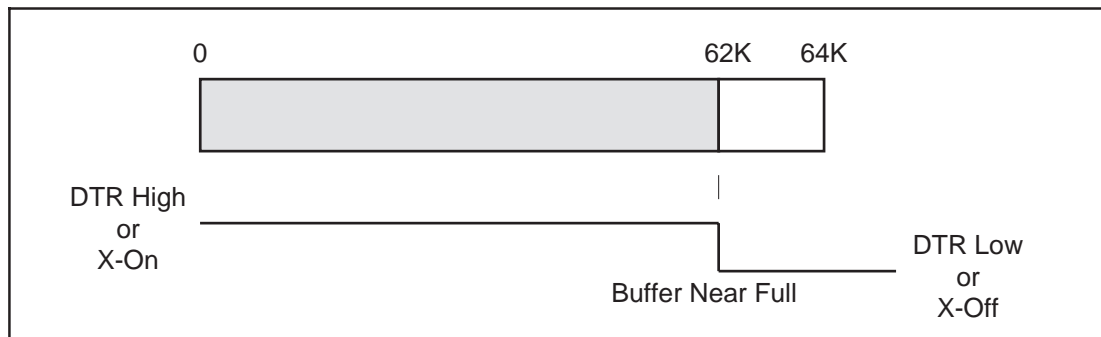 0 62K 64K
DTR High
or
X-On
DTR Low
or
X-Off
Buffer Near Full